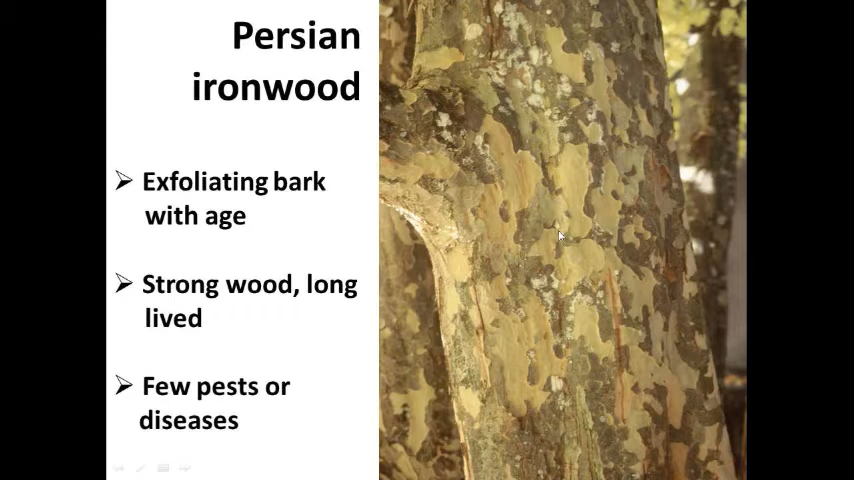 Persian
ironwood
➢ Exfoliating bark
with age
➢ Strong wood, long
lived
➢ Few pests or
diseases